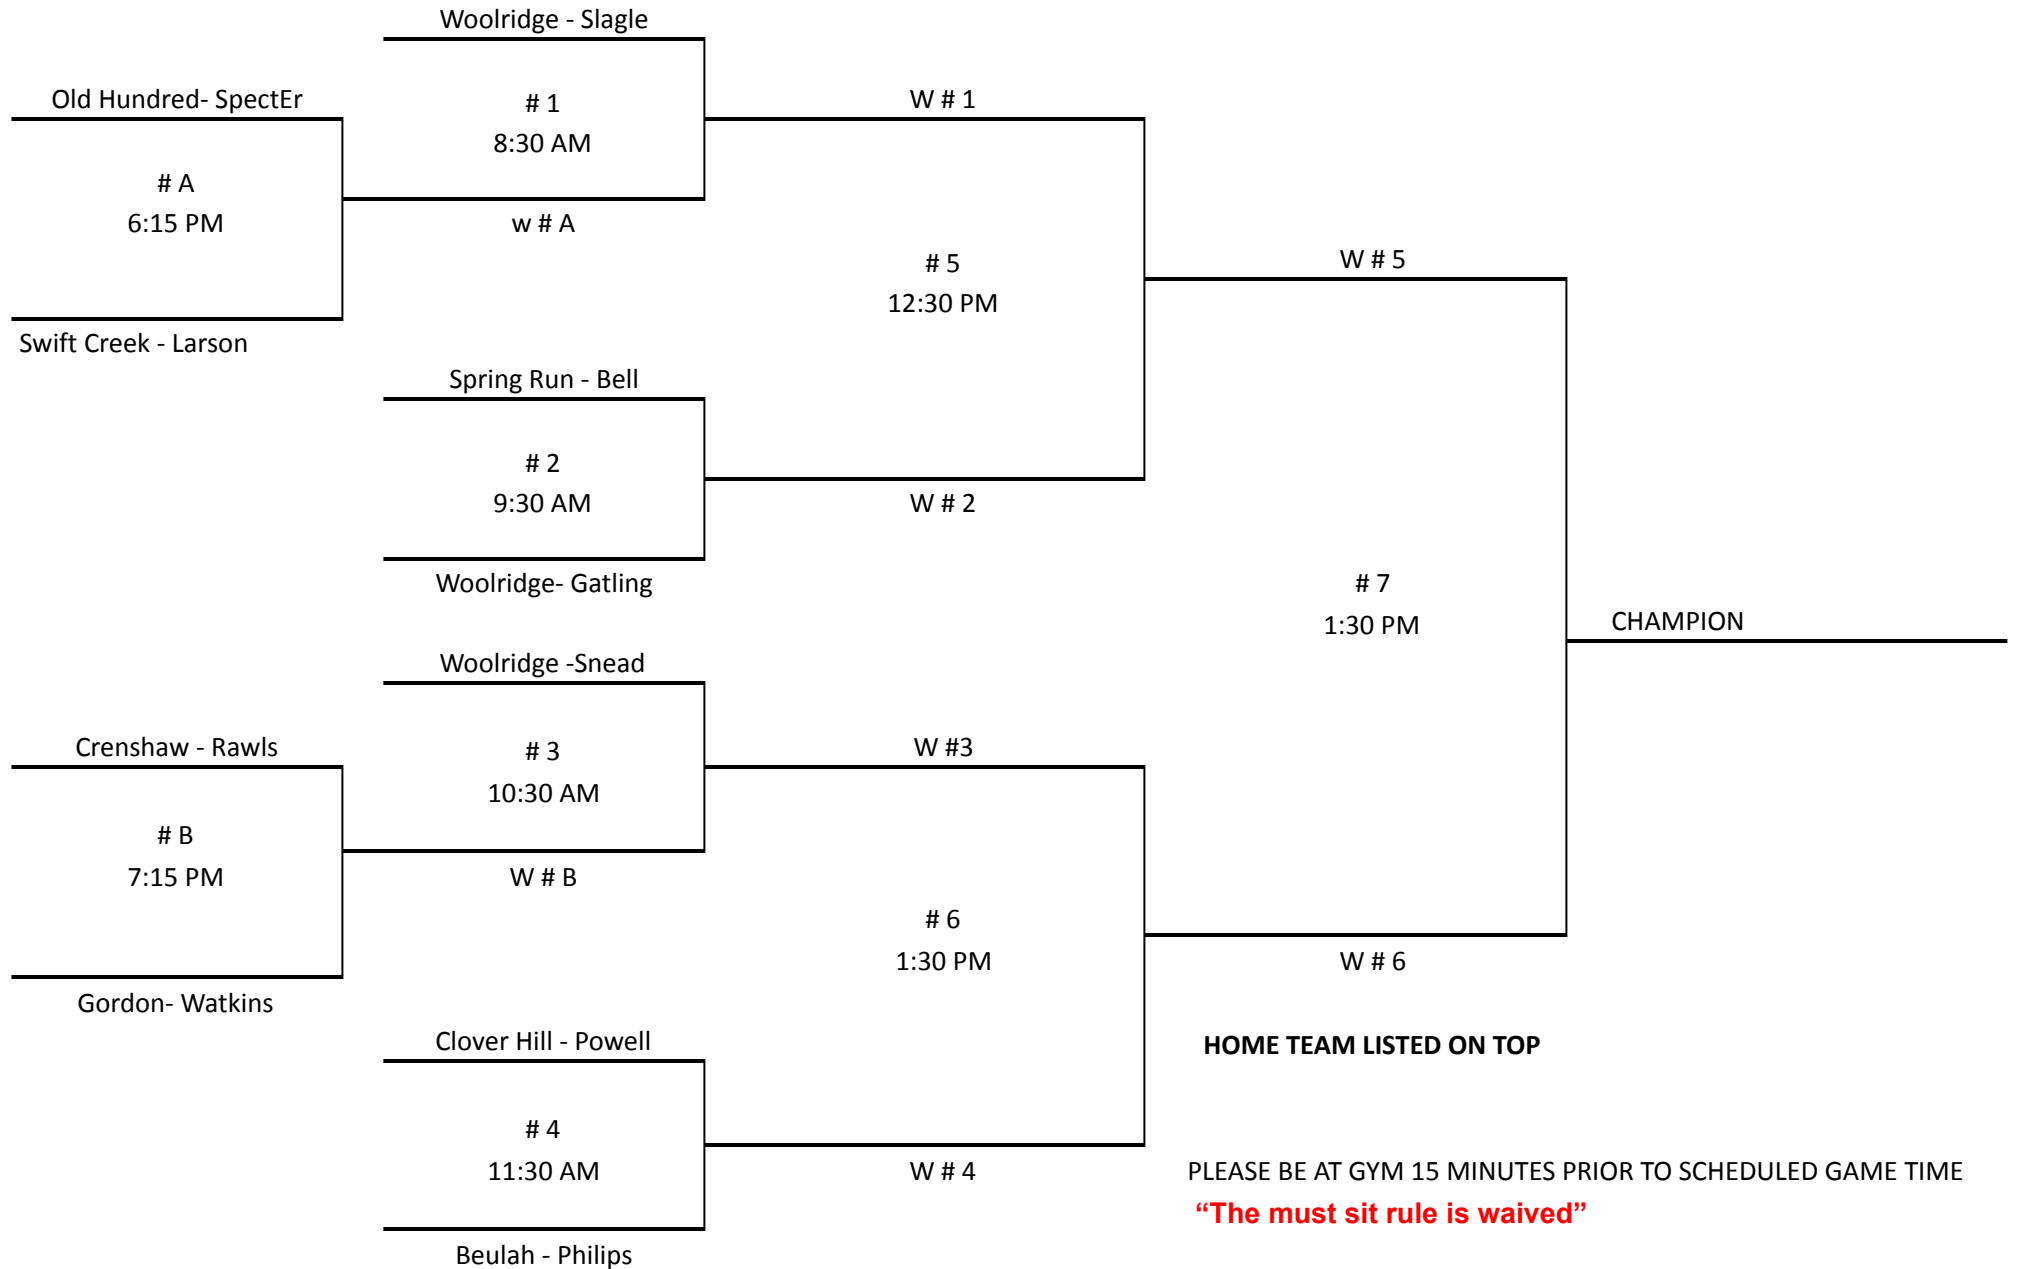 Woolridge - Slagle
Old Hundred- SpectEr
# 1
8:30 AM
W # 1
# A
6:15 PM
w # A
# 5
12:30 PM
W # 5
Swift Creek - Larson
Spring Run - Bell
# 2
9:30 AM
W # 2
Woolridge- Gatling
# 7
1:30 PM
CHAMPION
Woolridge -Snead
Crenshaw - Rawls
# 3
10:30 AM
W #3
# B
7:15 PM
W # B
# 6
1:30 PM
W # 6
Gordon- Watkins
Clover Hill - Powell
HOME TEAM LISTED ON TOP
# 4
11:30 AM
W # 4
PLEASE BE AT GYM 15 MINUTES PRIOR TO SCHEDULED GAME TIME
“The must sit rule is waived”
Beulah - Philips